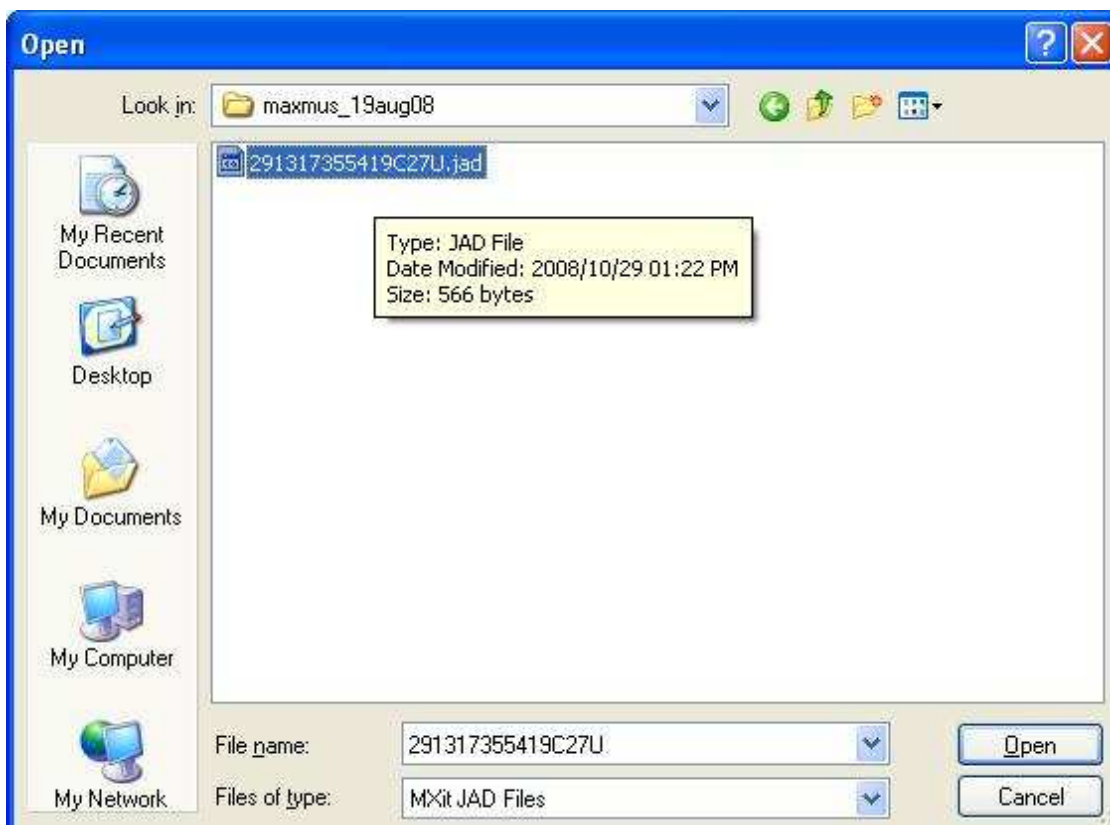 Open
Look in:
maxmus_19aug08
291317355419C27U.jad
Type: JAD File
Date Modified: 2008/10/29 01:22 PM
Size: 566 bytes
My Recent
Documents
Desktop
My Documents
My Computer
My Network
File name:
291317355419C27U
Open
Files of type:
MXit JAD Files
Cancel